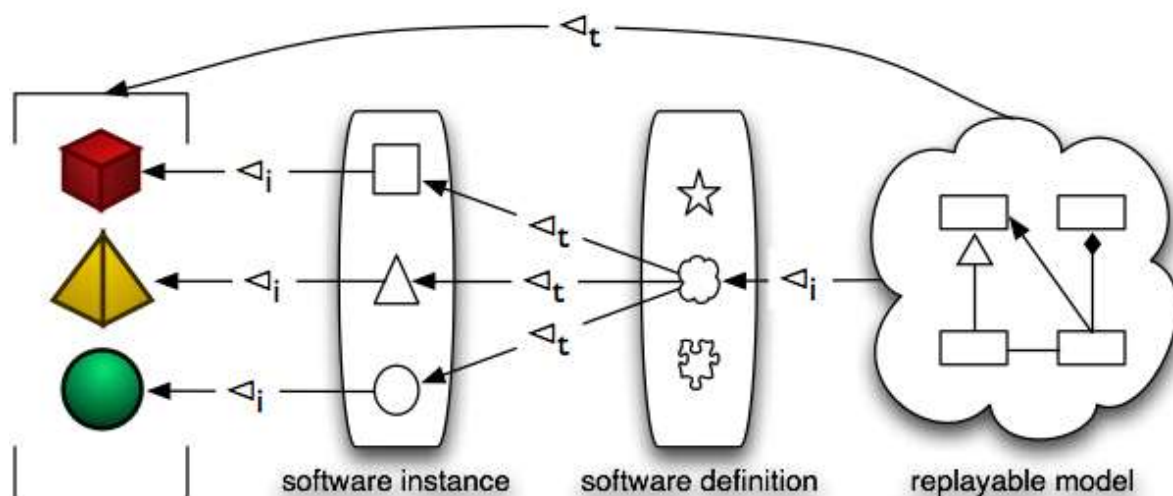 ◁t
◁i
◁t
◁i
◁t
◁i
◁t
◁i
software instance software definition replayable model